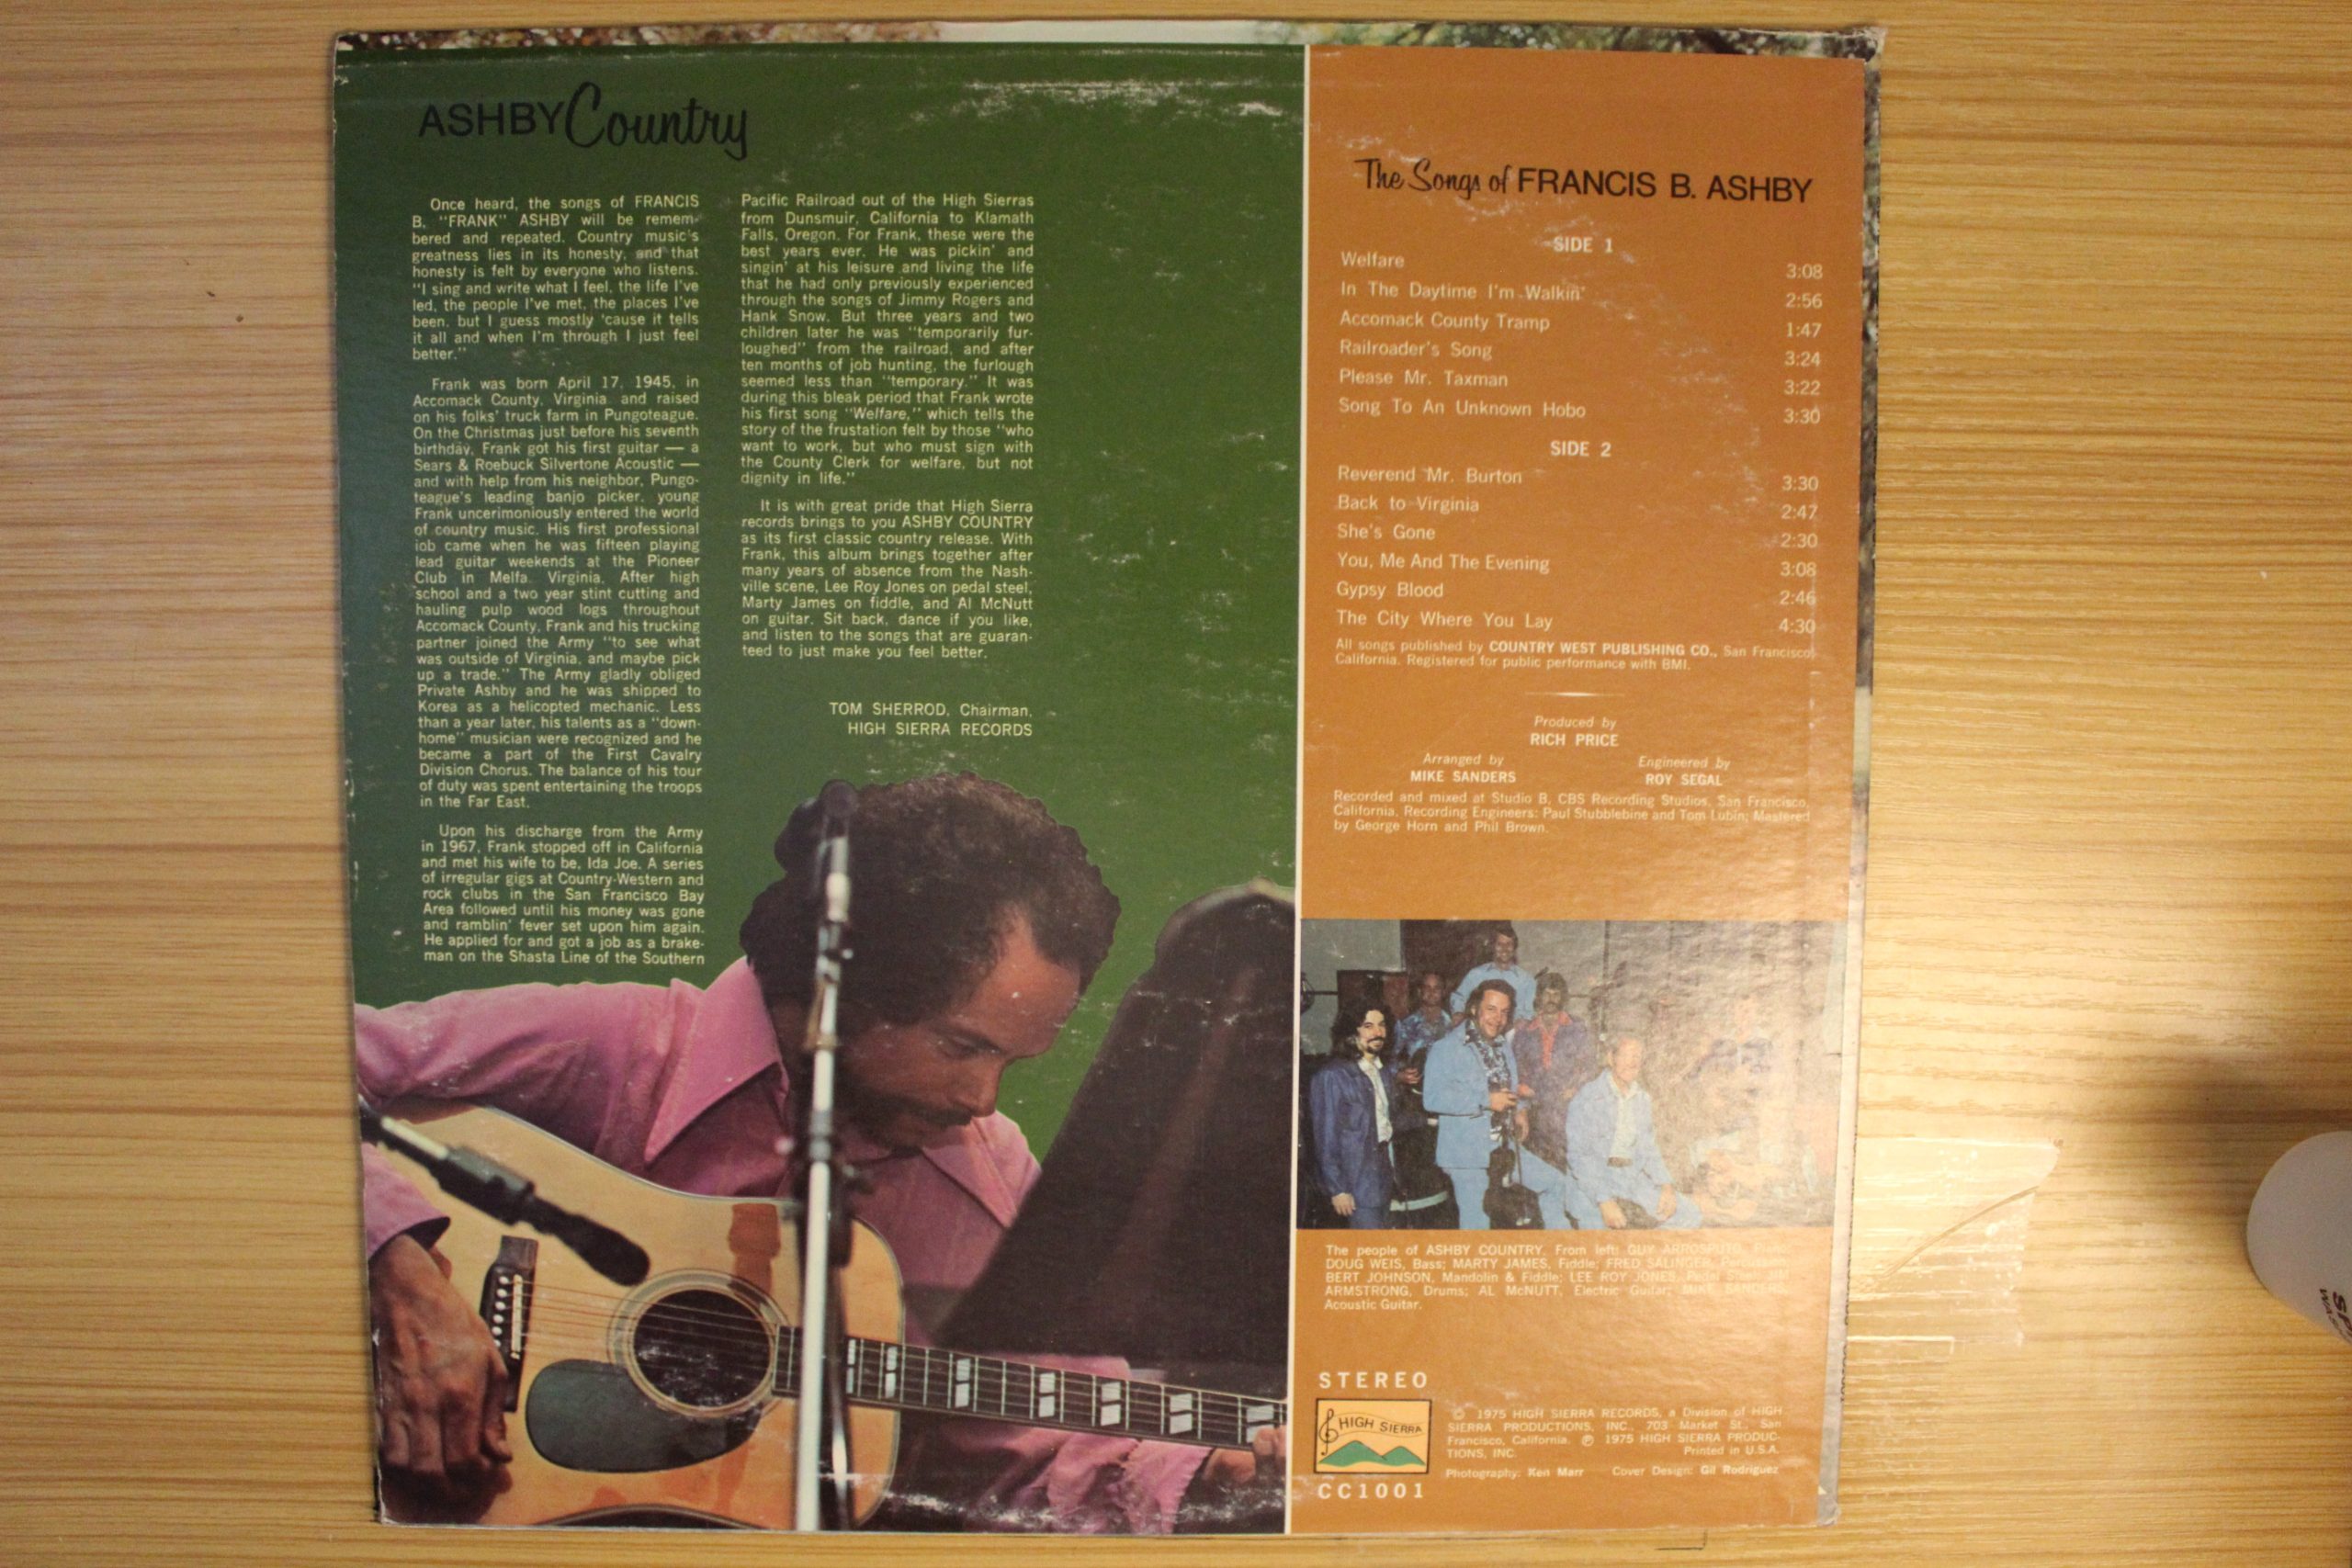 ASHBY Country
Once heard, the songs of FRANCIS
B. "FRANK" ASHBY will be remem-
bered and repeated. Country music's
greatness lies in its honesty, and that
honesty is felt by everyone who listens.
"I sing and write what I feel, the life I've
led, the people I've met, the places I've
been, but I guess mostly 'cause it tells
it all and when I'm through I just feel
better."
Frank was born April 17, 1945, in
Accomack County, Virginia and raised
on his folks' truck farm in Pungoteague.
On the Christmas just before his seventh
birthday, Frank got his first guitar — a
Sears & Roebuck Silvertone Acoustic —
and with help from his neighbor, Pungo-
teague's leading banjo picker, young
Frank uncerimoniously entered the world
of country music. His first professional
job came when he was fifteen playing
lead guitar weekends at the Pioneer
Club in Melfa, Virginia. After high
school and a two year stint cutting and
hauling pulp wood logs throughout
Accomack County, Frank and his trucking
partner joined the Army "to see what
was outside of Virginia, and maybe pick
up a trade." The Army gladly obliged
Private Ashby and he was shipped to
Korea as a helicopted mechanic. Less
than a year later, his talents as a "down-
home" musician were recognized and he
became a part of the First Cavalry
Division Chorus. The balance of his tour
of duty was spent entertaining the troops
in the Far East.
Upon his discharge from the Army
in 1967, Frank stopped off in California
and met his wife to be, Ida Joe. A series
of irregular gigs at Country-Western and
rock clubs in the San Francisco Bay
Area followed until his money was gone
and ramblin' fever set upon him again.
He applied for and got a job as a brake-
man on the Shasta Line of the Southern
Pacific Railroad out of the High Sierras
from Dunsmuir, California to Klamath
Falls, Oregon. For Frank, these were the
best years ever. He was pickin' and
singin' at his leisure and living the life
that he had only previously experienced
through the songs of Jimmy Rogers and
Hank Snow. But three years and two
children later he was "temporarily fur-
loughed" from the railroad, and after
ten months of job hunting, the furlough
seemed less than "temporary." It was
during this bleak period that Frank wrote
his first song "Welfare," which tells the
story of the frustation felt by those "who
want to work, but who must sign with
the County Clerk for welfare, but not
dignity in life."
It is with great pride that High Sierra
records brings to you ASHBY COUNTRY
as its first classic country release. With
Frank, this album brings together after
many years of absence from the Nash-
ville scene, Lee Roy Jones on pedal steel,
Marty James on fiddle, and Al McNutt
on guitar. Sit back, dance if you like,
and listen to the songs that are guaran-
teed to just make you feel better.
TOM SHERROD, Chairman,
HIGH SIERRA RECORDS
The Songs of FRANCIS B. ASHBY
SIDE 1
Welfare 3:08
In The Daytime I'm Walkin' 2:56
Accomack County Tramp 1:47
Railroader's Song 3:24
Please Mr. Taxman 3:22
Song To An Unknown Hobo 3:30
SIDE 2
Reverend Mr. Burton 3:30
Back to Virginia 2:47
She's Gone 2:30
You, Me And The Evening 3:08
Gypsy Blood 2:46
The City Where You Lay 4:30
All songs published by COUNTRY WEST PUBLISHING CO., San Francisco,
California. Registered for public performance with BMI.
Produced by
RICH PRICE
Arranged by Engineered by
MIKE SANDERS ROY SEGAL
Recorded and mixed at Studio B, CBS Recording Studios, San Francisco,
California. Recording Engineers: Paul Stubblebine and Tom Lubin; Mastered
by George Horn and Phil Brown.
The people of ASHBY COUNTRY. From left: GUY
DOUG WEIS, Bass; MARTY JAMES, Fiddle; FRED SALINGER,
BERT JOHNSON, Mandolin & Fiddle; LEE ROY JONES, Pedal
ARMSTRONG, Drums; AL McNUTT, Electric Guitar; MIKE
Acoustic Guitar.
STEREO
HIGH SIERRA
CC1001
© 1975 HIGH SIERRA RECORDS, a Division of HIGH
SIERRA PRODUCTIONS, INC., 703 Market St., San
Francisco, California. ℗ 1975 HIGH SIERRA PRODUC-
TIONS, INC. Printed in U.S.A.
Photography: Ken Marr Cover Design: Gil Rodriguez